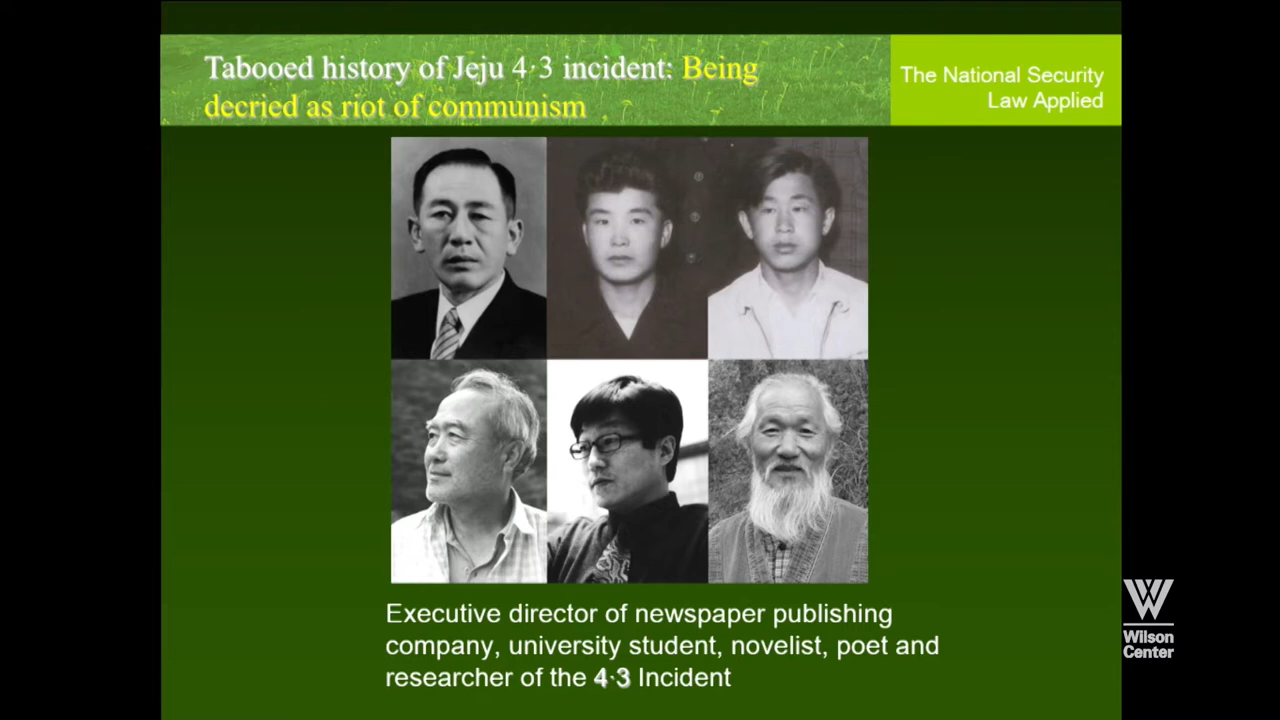 Tabooed history of Jeju 4·3 incident: Being
decried as riot of communism
The National Security
Law Applied
Executive director of newspaper publishing
company, university student, novelist, poet and
researcher of the 4·3 Incident
W
Wilson
Center